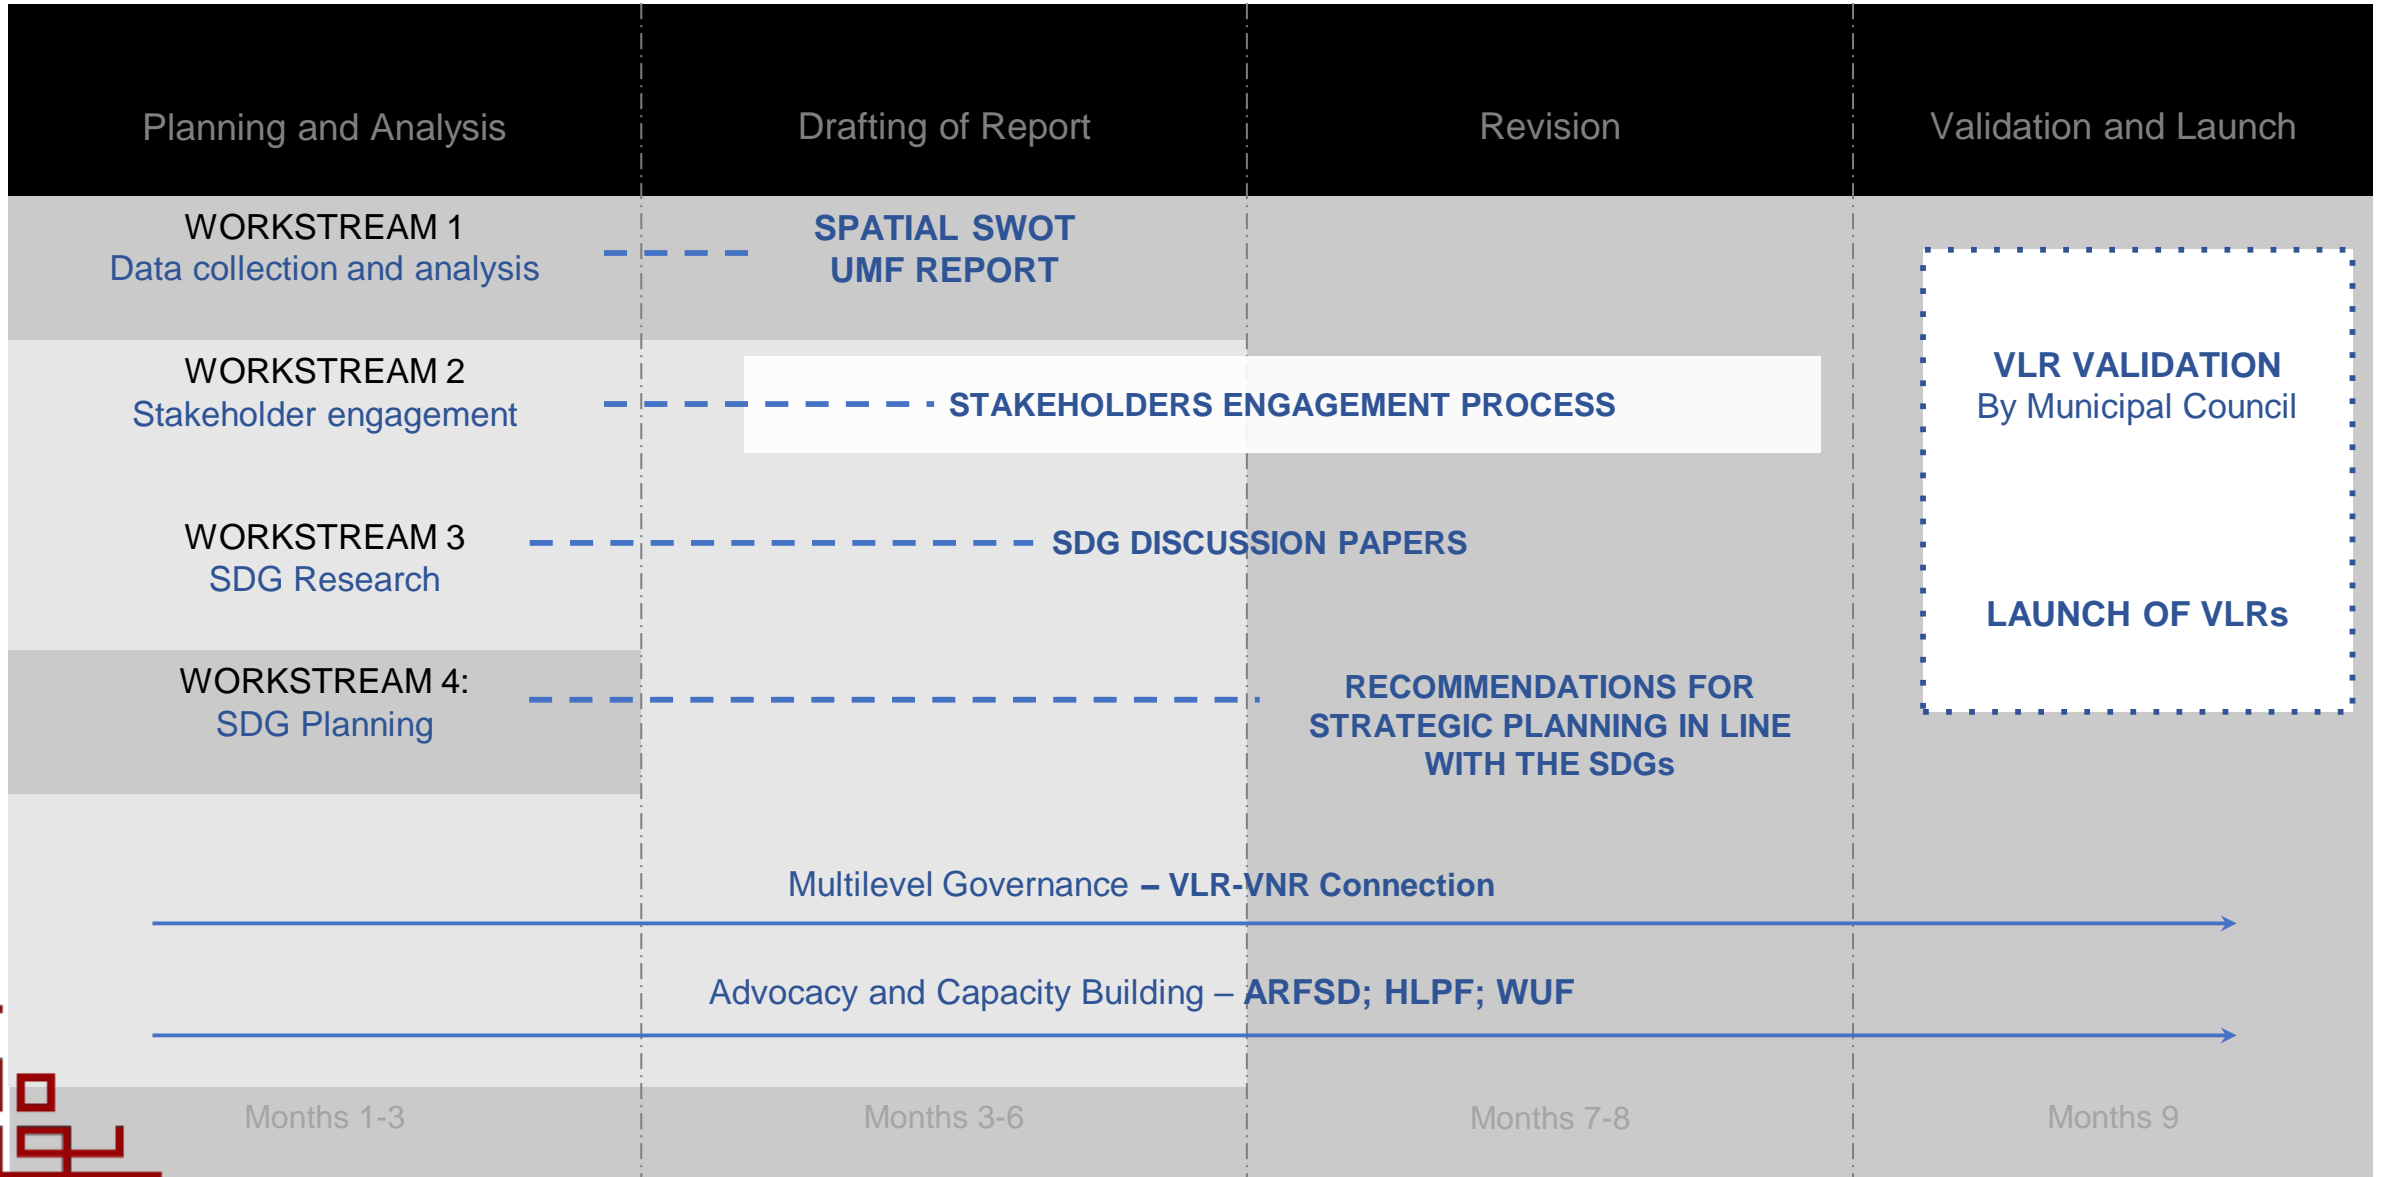 Planning and Analysis
Drafting of Report
Revision
Validation and Launch
WORKSTREAM 1
Data collection and analysis
SPATIAL SWOT
UMF REPORT
WORKSTREAM 2
Stakeholder engagement
STAKEHOLDERS ENGAGEMENT PROCESS
WORKSTREAM 3
SDG Research
SDG DISCUSSION PAPERS
WORKSTREAM 4:
SDG Planning
RECOMMENDATIONS FOR
STRATEGIC PLANNING IN LINE
WITH THE SDGs
VLR VALIDATION
By Municipal Council
LAUNCH OF VLRs
Multilevel Governance – VLR-VNR Connection
Advocacy and Capacity Building – ARFSD; HLPF; WUF
Months 1-3
Months 3-6
Months 7-8
Months 9